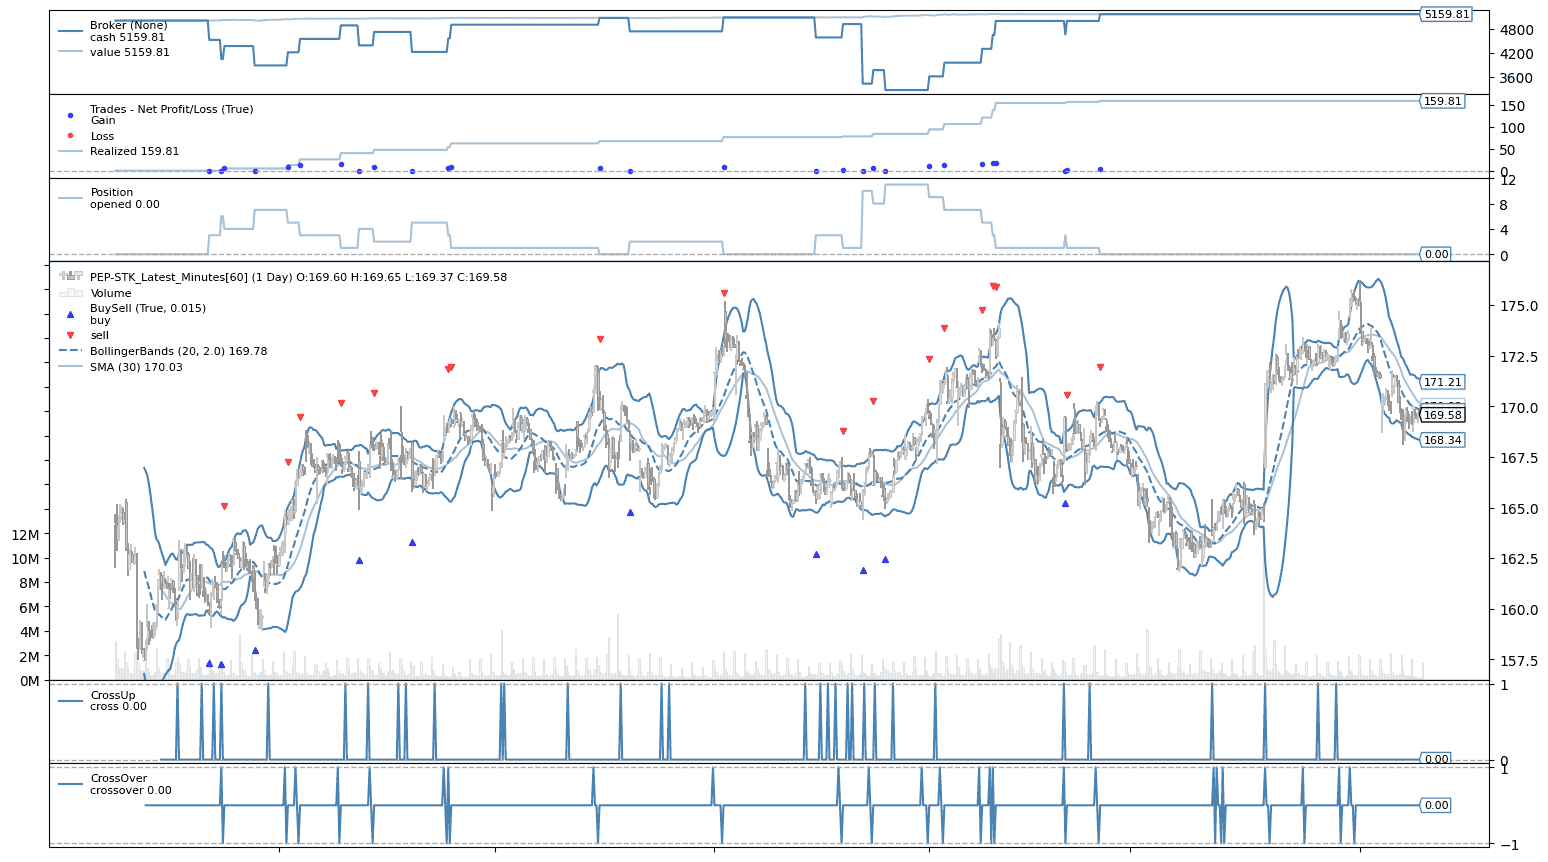 Broker (None)
cash 5159.81
value 5159.81
5159.81
4800
4200
3600
Trades - Net Profit/Loss (True)
Gain
Loss
Realized 159.81
159.81
150
100
50
0
Position
opened 0.00
12
8
4
0
0.00
PEP-STK_Latest_Minutes[60] (1 Day) O:169.60 H:169.65 L:169.37 C:169.58
Volume
BuySell (True, 0.015)
buy
sell
BollingerBands (20, 2.0) 169.78
SMA (30) 170.03
175.0
172.5
171.21
170.0
169.58
168.34
167.5
165.0
162.5
160.0
157.5
12M
10M
8M
6M
4M
2M
0M
CrossUp
cross 0.00
1
0
0.00
CrossOver
crossover 0.00
1
0.00
−1